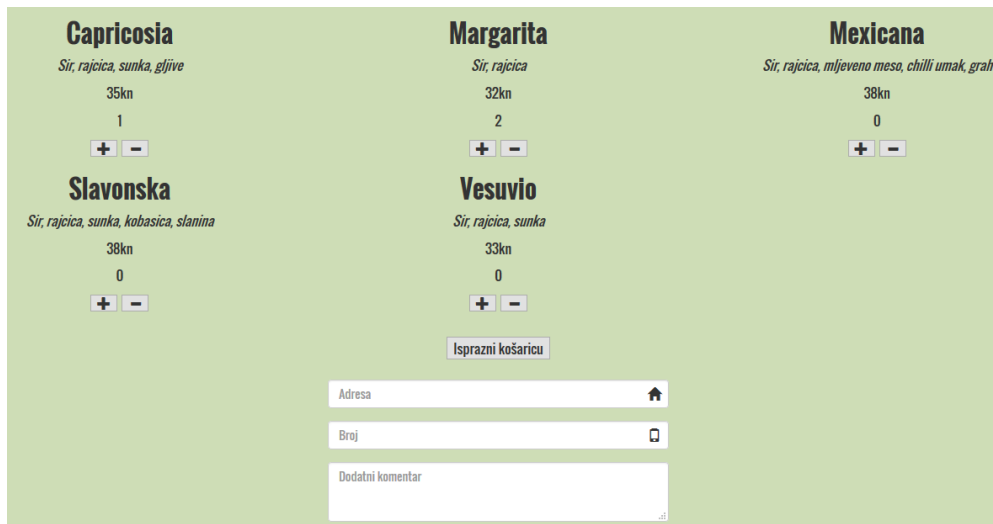 Capricosia
Sir, rajcica, sunka, gljive
35kn
1
Margarita
Sir, rajcica
32kn
2
Mexicana
Sir, rajcica, mljeveno meso, chilli umak, grah
38kn
0
Slavonska
Sir, rajcica, sunka, kobasica, slanina
38kn
0
Vesuvio
Sir, rajcica, sunka
33kn
0
Isprazni košaricu
Adresa
Broj
Dodatni komentar